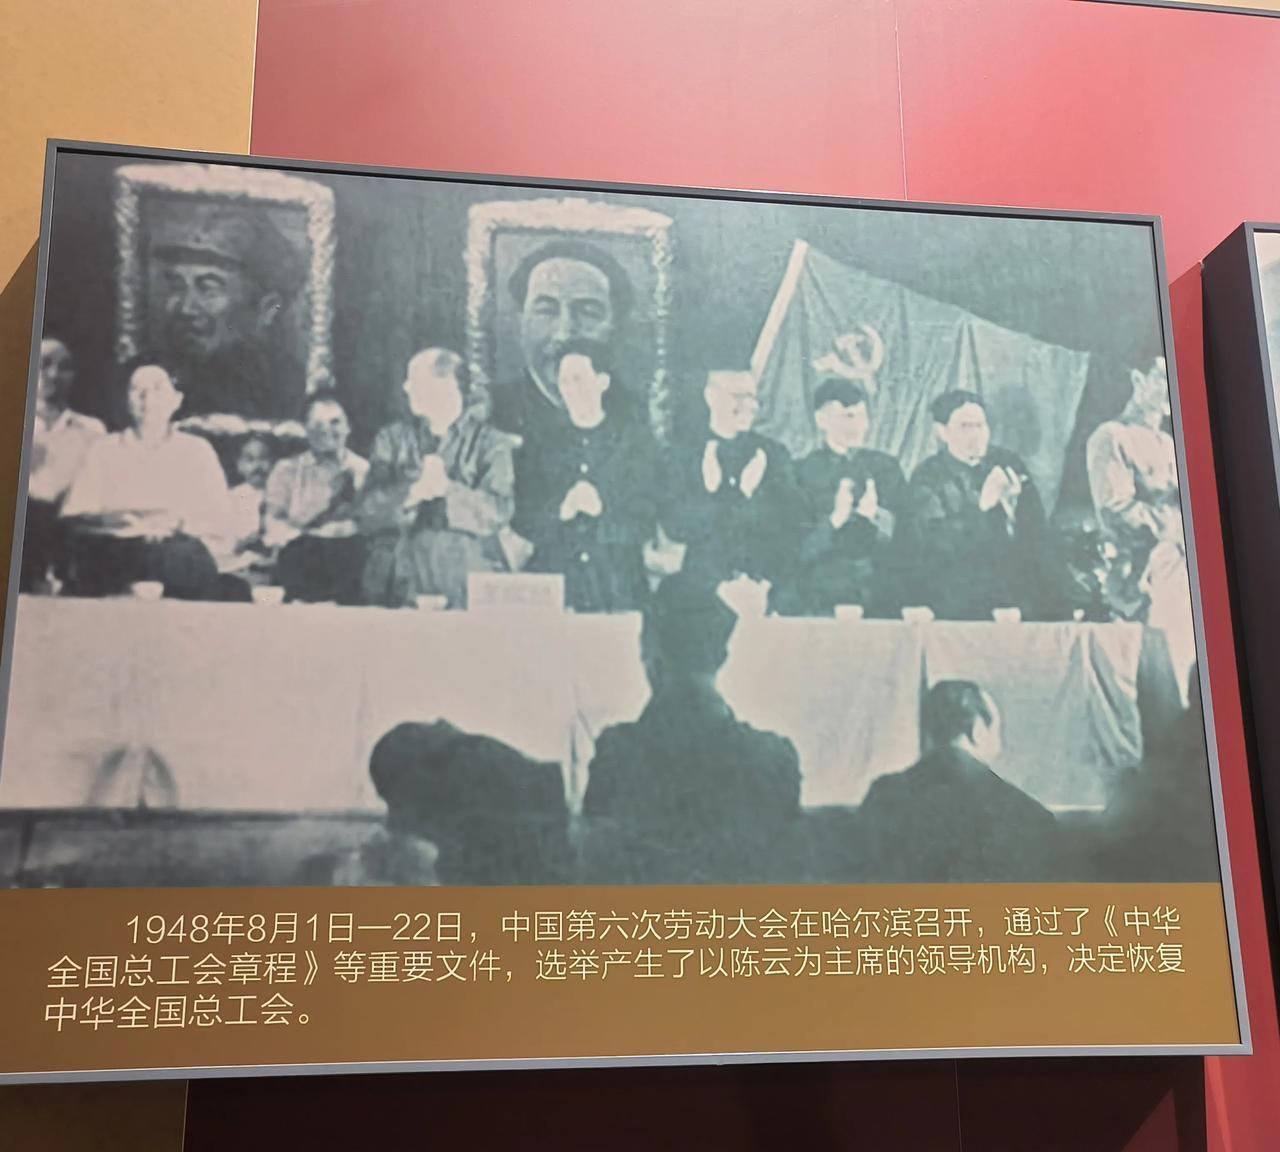 1948年8月1日—22日，中国第六次劳动大会在哈尔滨召开，通过了《中华
全国总工会章程》等重要文件，选举产生了以陈云为主席的领导机构，决定恢复
中华全国总工会。